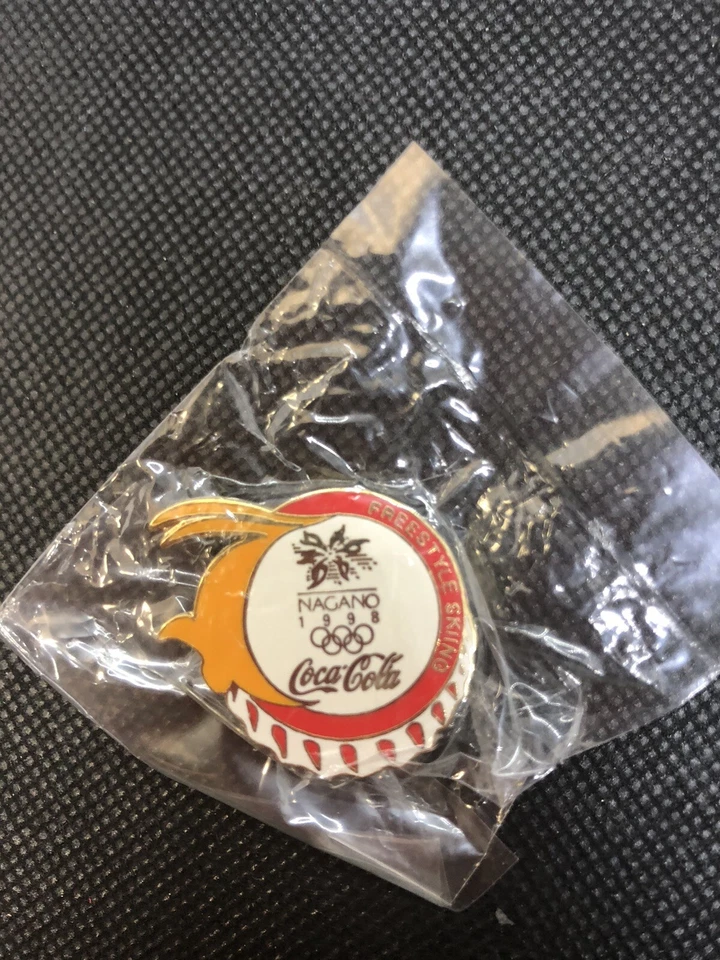 FREESTYLE SKIING
NAGANO
1998
Coca-Cola